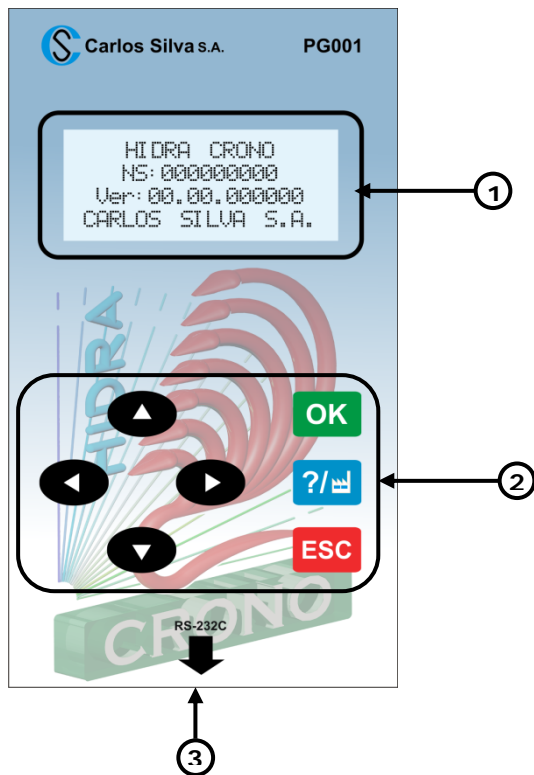 CS Carlos Silva S.A. PG001
HIDRA CRONO
NS:000000000
Ver:00.00.000000
CARLOS SILVA S.A.
1
HIDRA
OK
?/
2
ESC
CRONO
RS-232C
3